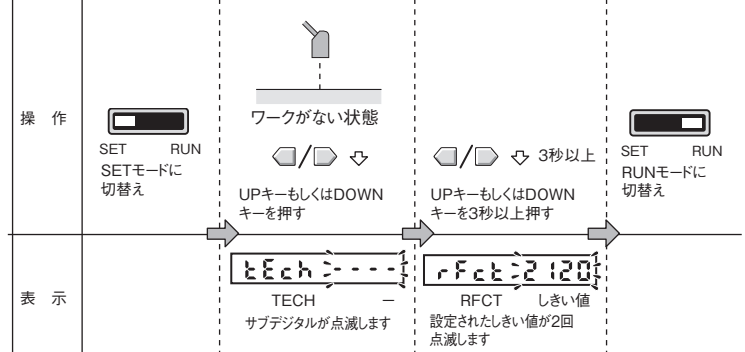 操 作
SET RUN
SETモードに
切替え
ワークがない状態
UPキーもしくはDOWN
キーを押す
3秒以上
UPキーもしくはDOWN
キーを3秒以上押す
SET RUN
RUNモードに
切替え
表 示
tEch ----
TECH –
サブデジタルが点滅します
rFct 2120
RFCT しきい値
設定されたしきい値が2回
点滅します